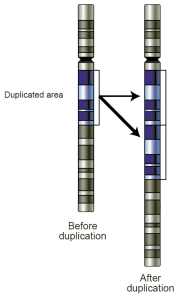 Duplicated area
Before
duplication
After
duplication